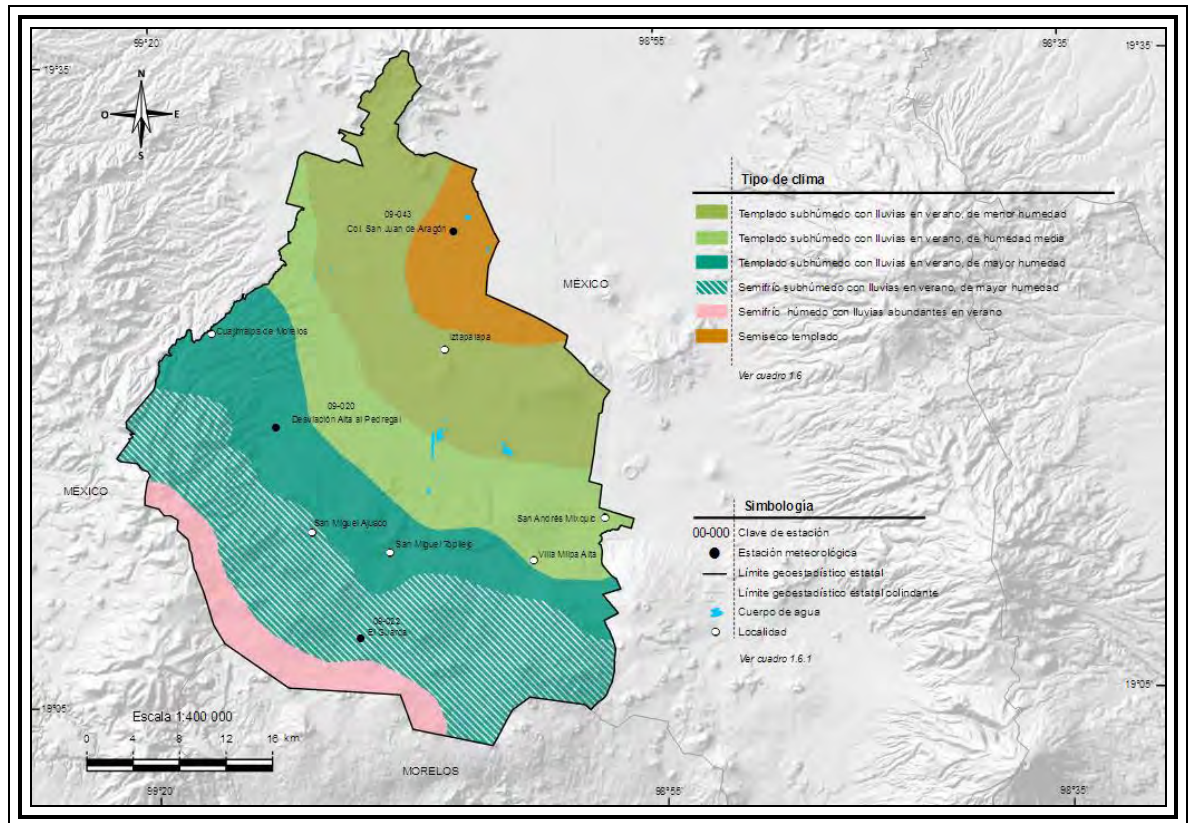 99°20'
98°55'
98°35'
19°35'
19°35'
N
O
E
S
Tipo de clima
Templado subhúmedo con lluvias en verano, de menor humedad
Templado subhúmedo con lluvias en verano, de humedad media
Templado subhúmedo con lluvias en verano, de mayor humedad
Semifrío subhúmedo con lluvias en verano, de mayor humedad
Semifrío húmedo con lluvias abundantes en verano
Semiseco templado
Ver cuadro 1.6
09-043
Col. San Juan de Aragón
MÉXICO
Cuajimalpa de Morelos
Iztapalapa
09-020
Desviación Alta al Pedregal
MÉXICO
San Andrés Mixquic
San Miguel Ajusco
San Miguel Topilejo
Villa Milpa Alta
09-022
El Guarda
Simbología
00-000 Clave de estación
Estación meteorológica
Límite geoestadístico estatal
Límite geoestadístico estatal colindante
Cuerpo de agua
Localidad
Ver cuadro 1.6.1
19°05'
19°05'
Escala 1:400 000
0 4 8 12 16 km
MORELOS
99°20'
98°55'
98°35'